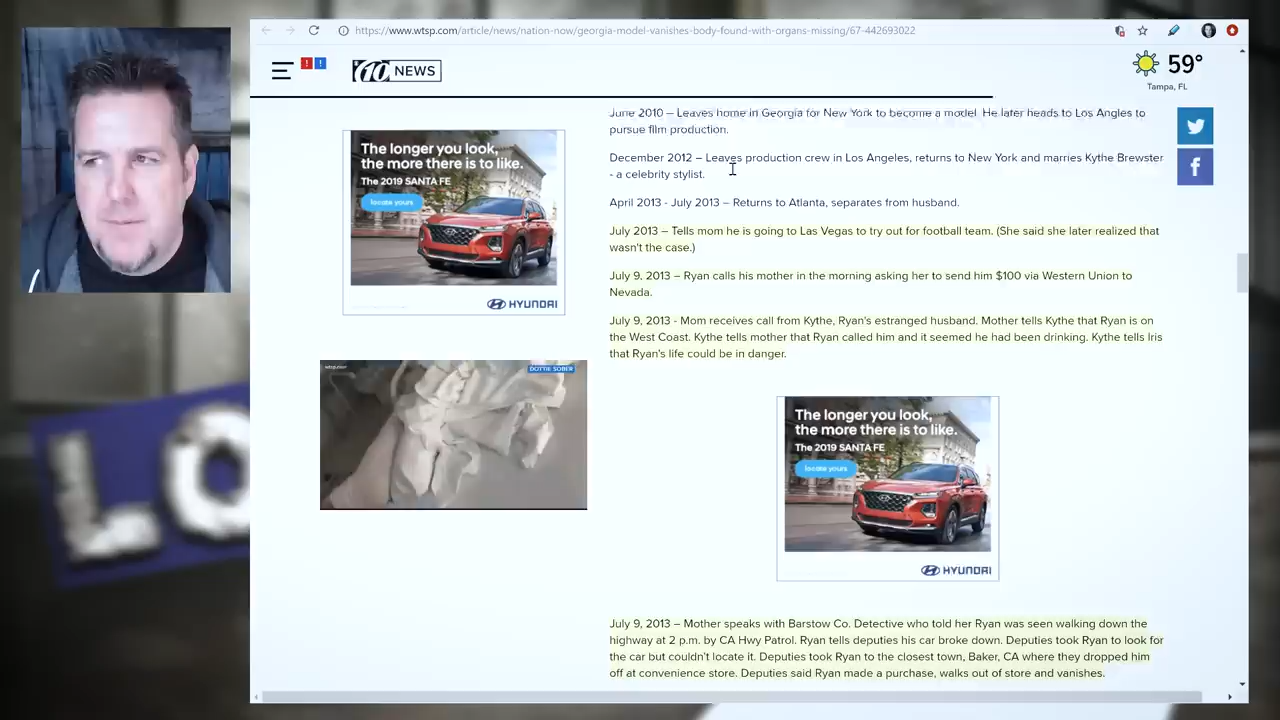 https://www.wtsp.com/article/news/nation-now/georgia-model-vanishes-body-found-with-organs-missing/67-442693022
10 NEWS
59°
Tampa, FL
June 2010 – Leaves home in Georgia for New York to become a model. He later heads to Los Angles to
pursue film production.
December 2012 – Leaves production crew in Los Angeles, returns to New York and marries Kythe Brewster
- a celebrity stylist.
April 2013 - July 2013 – Returns to Atlanta, separates from husband.
July 2013 – Tells mom he is going to Las Vegas to try out for football team. (She said she later realized that
wasn't the case.)
July 9, 2013 – Ryan calls his mother in the morning asking her to send him $100 via Western Union to
Nevada.
July 9, 2013 - Mom receives call from Kythe, Ryan's estranged husband. Mother tells Kythe that Ryan is on
the West Coast. Kythe tells mother that Ryan called him and it seemed he had been drinking. Kythe tells Iris
that Ryan's life could be in danger.
The longer you look,
the more there is to like.
The 2019 SANTA FE
locate yours
HYUNDAI
DOTTIE SOBER
The longer you look,
the more there is to like.
The 2019 SANTA FE
locate yours
HYUNDAI
July 9, 2013 – Mother speaks with Barstow Co. Detective who told her Ryan was seen walking down the
highway at 2 p.m. by CA Hwy Patrol. Ryan tells deputies his car broke down. Deputies took Ryan to look for
the car but couldn't locate it. Deputies took Ryan to the closest town, Baker, CA where they dropped him
off at convenience store. Deputies said Ryan made a purchase, walks out of store and vanishes.
LO